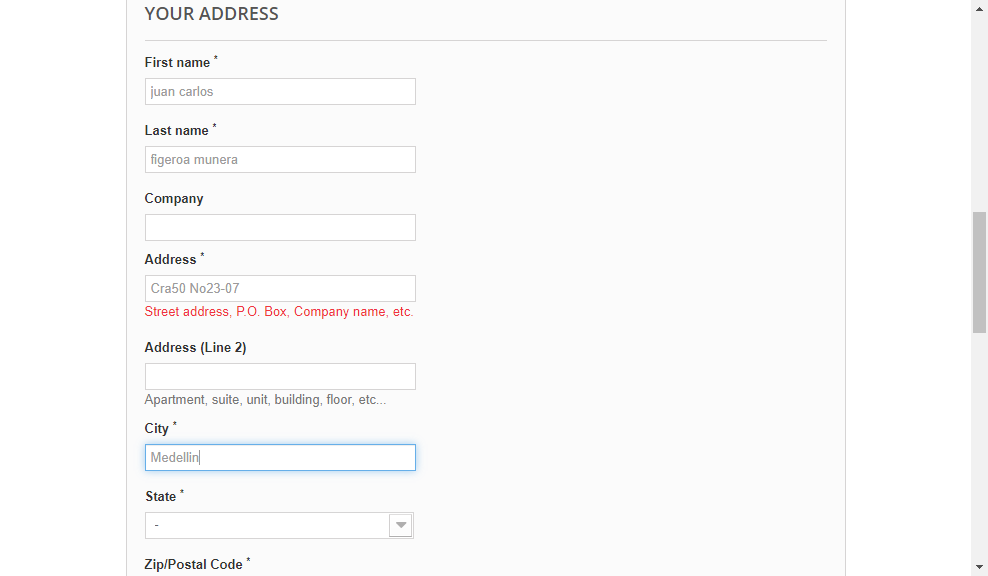 YOUR ADDRESS
First name *
juan carlos
Last name *
figeroa munera
Company
Address *
Cra50 No23-07
Street address, P.O. Box, Company name, etc.
Address (Line 2)
Apartment, suite, unit, building, floor, etc...
City *
Medellin
State *
-
Zip/Postal Code *